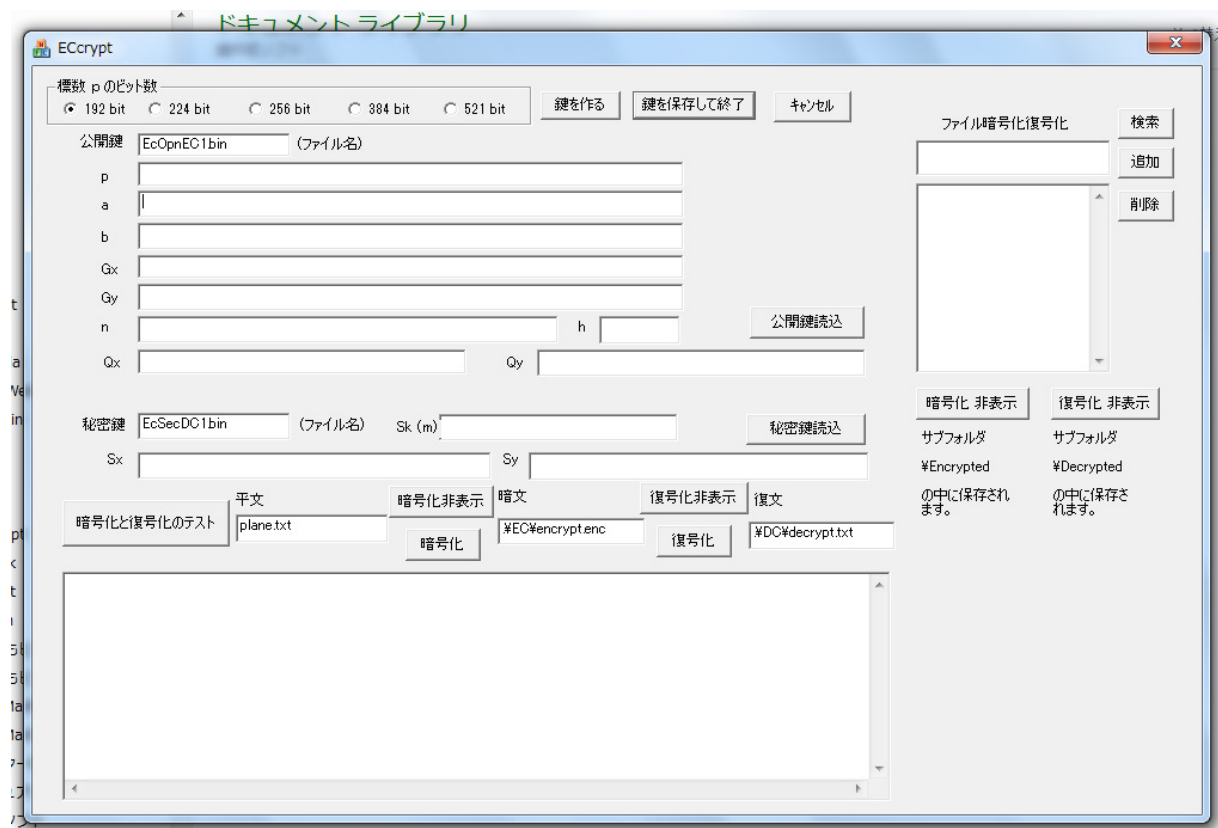 ドキュメント ライブラリ
ECcrypt
標数 p のビット数
192 bit 224 bit 256 bit 384 bit 521 bit
鍵を作る 鍵を保存して終了 キャンセル
ファイル暗号化復号化 検索
公開鍵 EcOpnEC1.bin (ファイル名)
追加
p
a
削除
b
Gx
Gy
n h 公開鍵読込
Qx Qy
暗号化 非表示 復号化 非表示
秘密鍵 EcSecDC1.bin (ファイル名) Sk (m) 秘密鍵読込
サブフォルダ サブフォルダ
Sx Sy
¥Encrypted ¥Decrypted
の中に保存され
ます。
の中に保存さ
れます。
暗号化と復号化のテスト
平文 暗号化非表示 暗文 復号化非表示 復文
plane.txt 暗号化 ¥EC¥encrypt.enc 復号化 ¥DC¥decrypt.txt